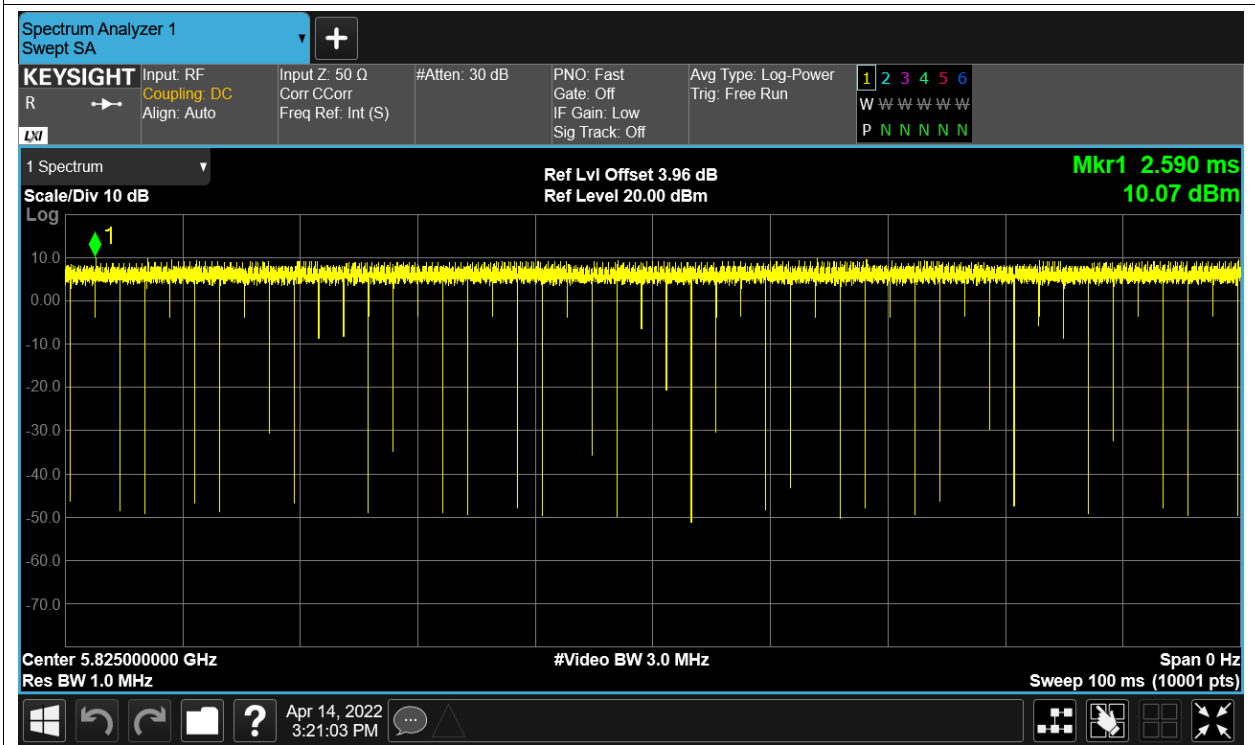 Spectrum Analyzer 1
Swept SA
KEYSIGHT
R
LXI
Input: RF
Coupling: DC
Align: Auto
Input Z: 50 Ω
Corr CCorr
Freq Ref: Int (S)
#Atten: 30 dB
PNO: Fast
Gate: Off
IF Gain: Low
Sig Track: Off
Avg Type: Log-Power
Trig: Free Run
1 2 3 4 5 6
W W W W W W
P N N N N N
1 Spectrum
Scale/Div 10 dB
Log
Ref Lvl Offset 3.96 dB
Ref Level 20.00 dBm
Mkr1 2.590 ms
10.07 dBm
1
10.0
0.00
-10.0
-20.0
-30.0
-40.0
-50.0
-60.0
-70.0
Center 5.825000000 GHz
Res BW 1.0 MHz
#Video BW 3.0 MHz
Span 0 Hz
Sweep 100 ms (10001 pts)
?
Apr 14, 2022
3:21:03 PM